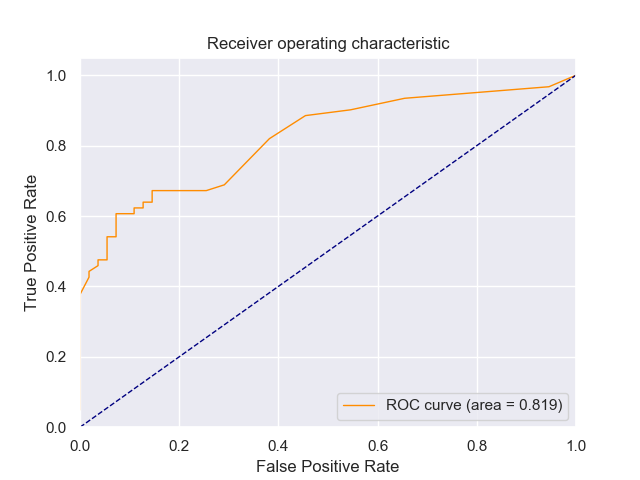 Receiver operating characteristic
1.0
0.8
0.6
0.4
0.2
0.0
True Positive Rate
ROC curve (area = 0.819)
0.0 0.2 0.4 0.6 0.8 1.0
False Positive Rate